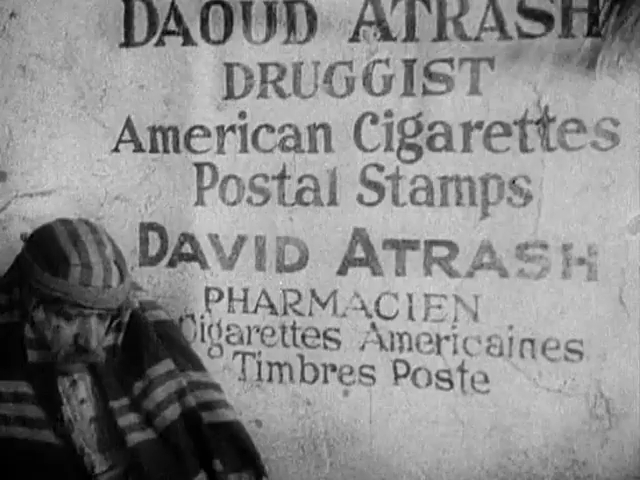 DAOUD ATRASH
DRUGGIST
American Cigarettes
Postal Stamps
DAVID ATRASH
PHARMACIEN
Cigarettes Americaines
Timbres Poste